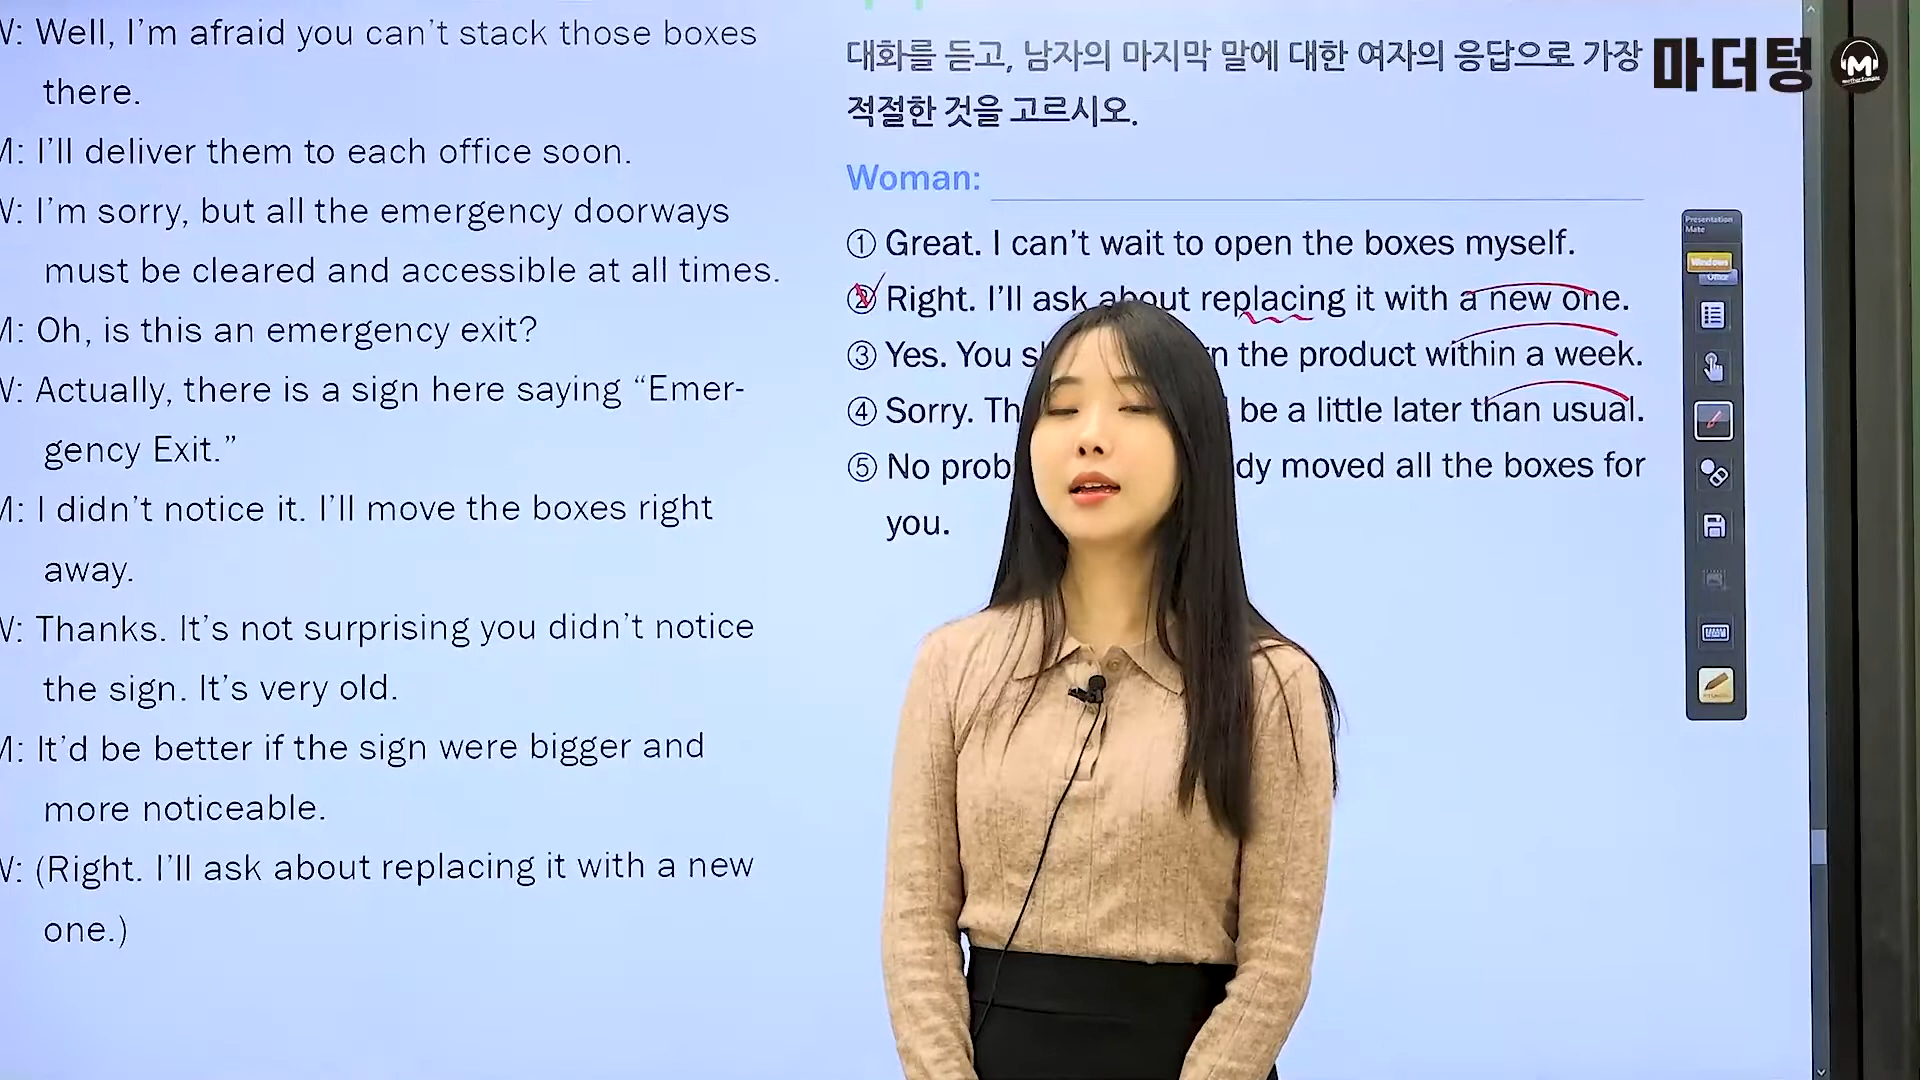 W: Well, I'm afraid you can't stack those boxes
there.
M: I'll deliver them to each office soon.
W: I'm sorry, but all the emergency doorways
must be cleared and accessible at all times.
M: Oh, is this an emergency exit?
W: Actually, there is a sign here saying “Emer-
gency Exit.”
M: I didn't notice it. I'll move the boxes right
away.
W: Thanks. It's not surprising you didn't notice
the sign. It's very old.
M: It'd be better if the sign were bigger and
more noticeable.
W: (Right. I'll ask about replacing it with a new
one.)
대화를 듣고, 남자의 마지막 말에 대한 여자의 응답으로 가장
적절한 것을 고르시오.
Woman:
① Great. I can't wait to open the boxes myself.
② Right. I'll ask about replacing it with a new one.
③ Yes. You the product within a week.
④ Sorry. be a little later than usual.
⑤ No moved all the boxes for
you.
마더텅
M
Presentation
Mate
Windows
Office